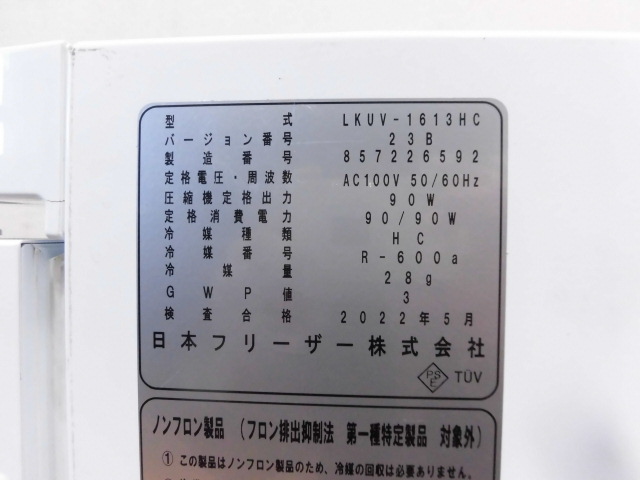 型式 LKUV-1613HC
バージョン番号 23B
製造番号 857226592
定格電圧・周波数 AC100V 50/60Hz
圧縮機定格出力 90W
定格消費電力 90/90W
冷媒種類 HC
冷媒番号 R-600a
冷媒量 28g
GWP値 3
検査合格 2022年5月
日本フリーザー株式会社
PSE TÜV
ノンフロン製品 (フロン排出抑制法 第一種特定製品 対象外)
① この製品はノンフロン製品のため、冷媒の回収は必要ありません。